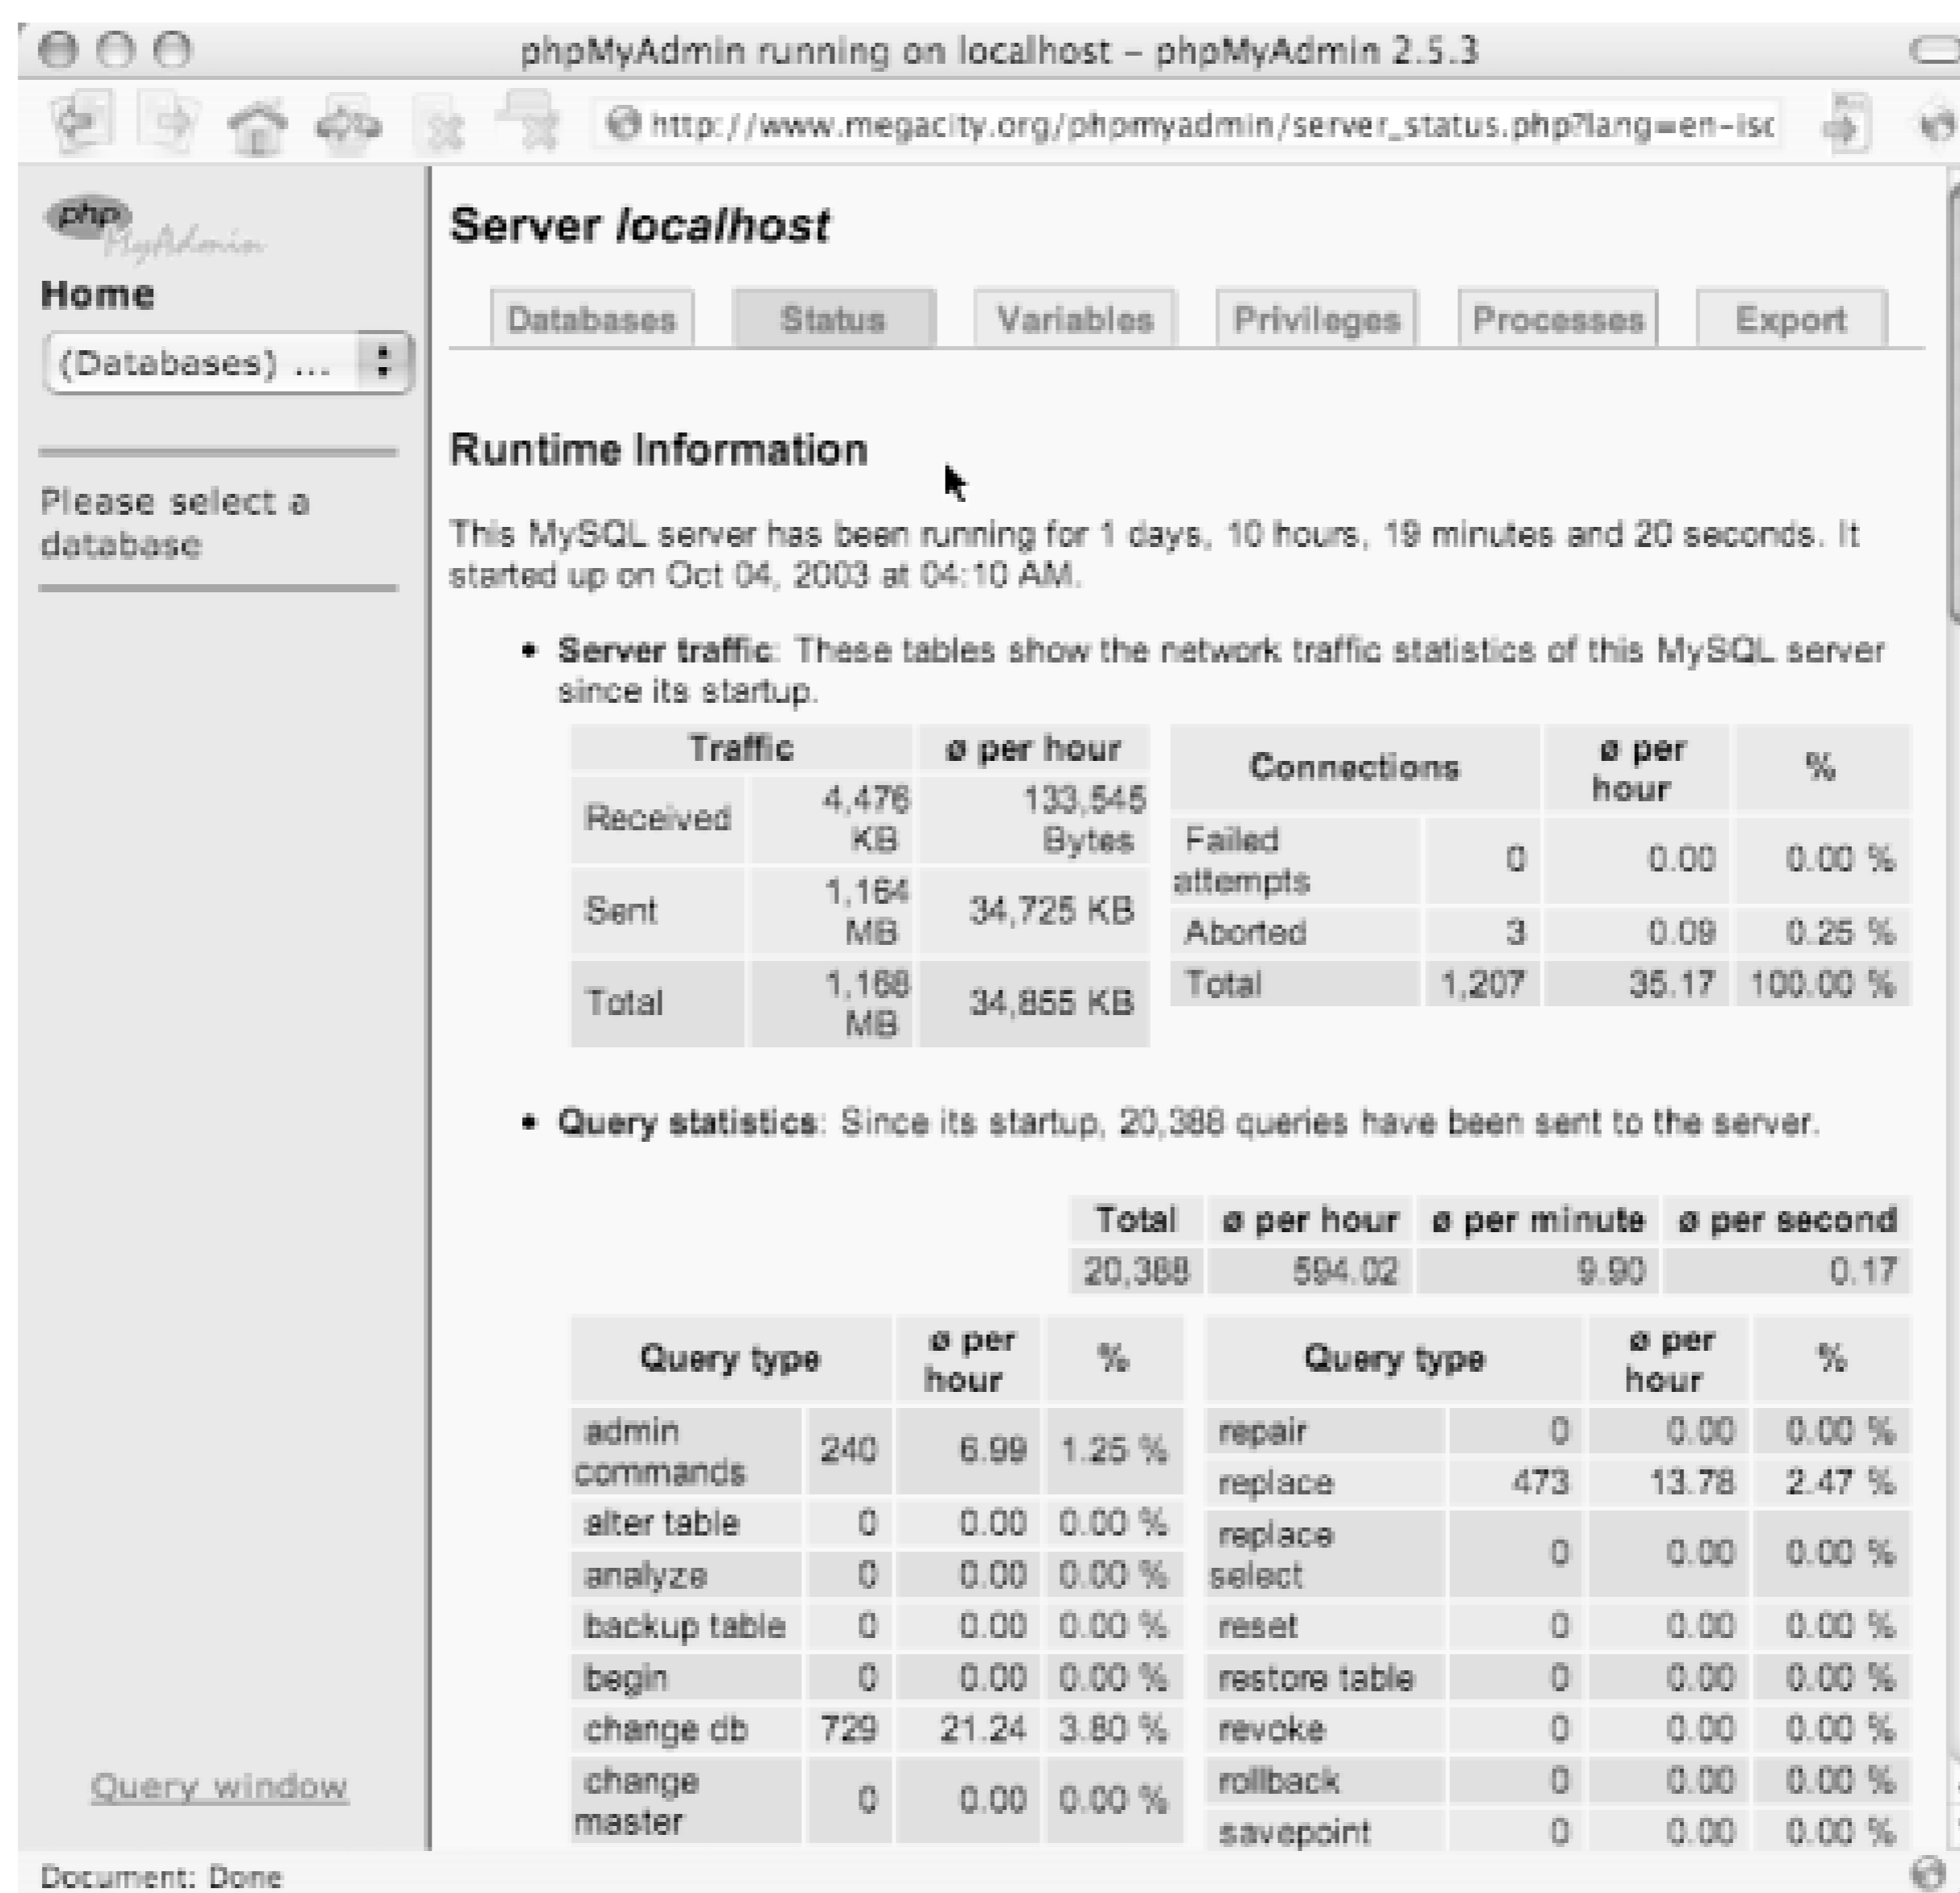 phpMyAdmin running on localhost – phpMyAdmin 2.5.3
http://www.megacity.org/phpmyadmin/server_status.php?lang=en-isc
php
MyAdmin
Home
(Databases) ...
Please select a
database
Query window
Server localhost
Databases Status Variables Privileges Processes Export
Runtime Information
This MySQL server has been running for 1 days, 10 hours, 19 minutes and 20 seconds. It
started up on Oct 04, 2003 at 04:10 AM.
• Server traffic: These tables show the network traffic statistics of this MySQL server
since its startup.
Traffic ø per hour
Received 4,476 KB 133,545 Bytes
Sent 1,164 MB 34,725 KB
Total 1,168 MB 34,855 KB
Connections ø per hour %
Failed attempts 0 0.00 0.00 %
Aborted 3 0.09 0.25 %
Total 1,207 35.17 100.00 %
• Query statistics: Since its startup, 20,388 queries have been sent to the server.
Total ø per hour ø per minute ø per second
20,388 594.02 9.90 0.17
Query type ø per hour %
admin commands 240 6.99 1.25 %
alter table 0 0.00 0.00 %
analyze 0 0.00 0.00 %
backup table 0 0.00 0.00 %
begin 0 0.00 0.00 %
change db 729 21.24 3.80 %
change master 0 0.00 0.00 %
Query type ø per hour %
repair 0 0.00 0.00 %
replace 473 13.78 2.47 %
replace select 0 0.00 0.00 %
reset 0 0.00 0.00 %
restore table 0 0.00 0.00 %
revoke 0 0.00 0.00 %
rollback 0 0.00 0.00 %
savepoint 0 0.00 0.00 %
Document: Done